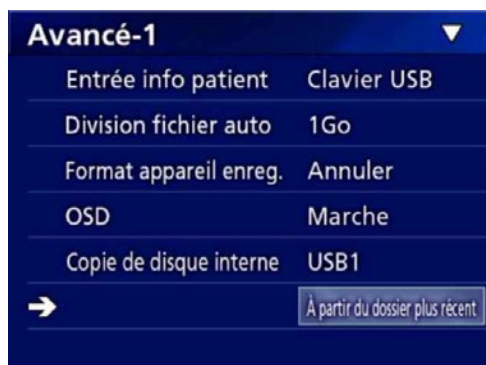 Avancé-1 ▼
Entrée info patient Clavier USB
Division fichier auto 1Go
Format appareil enreg. Annuler
OSD Marche
Copie de disque interne USB1
➔ À partir du dossier plus récent